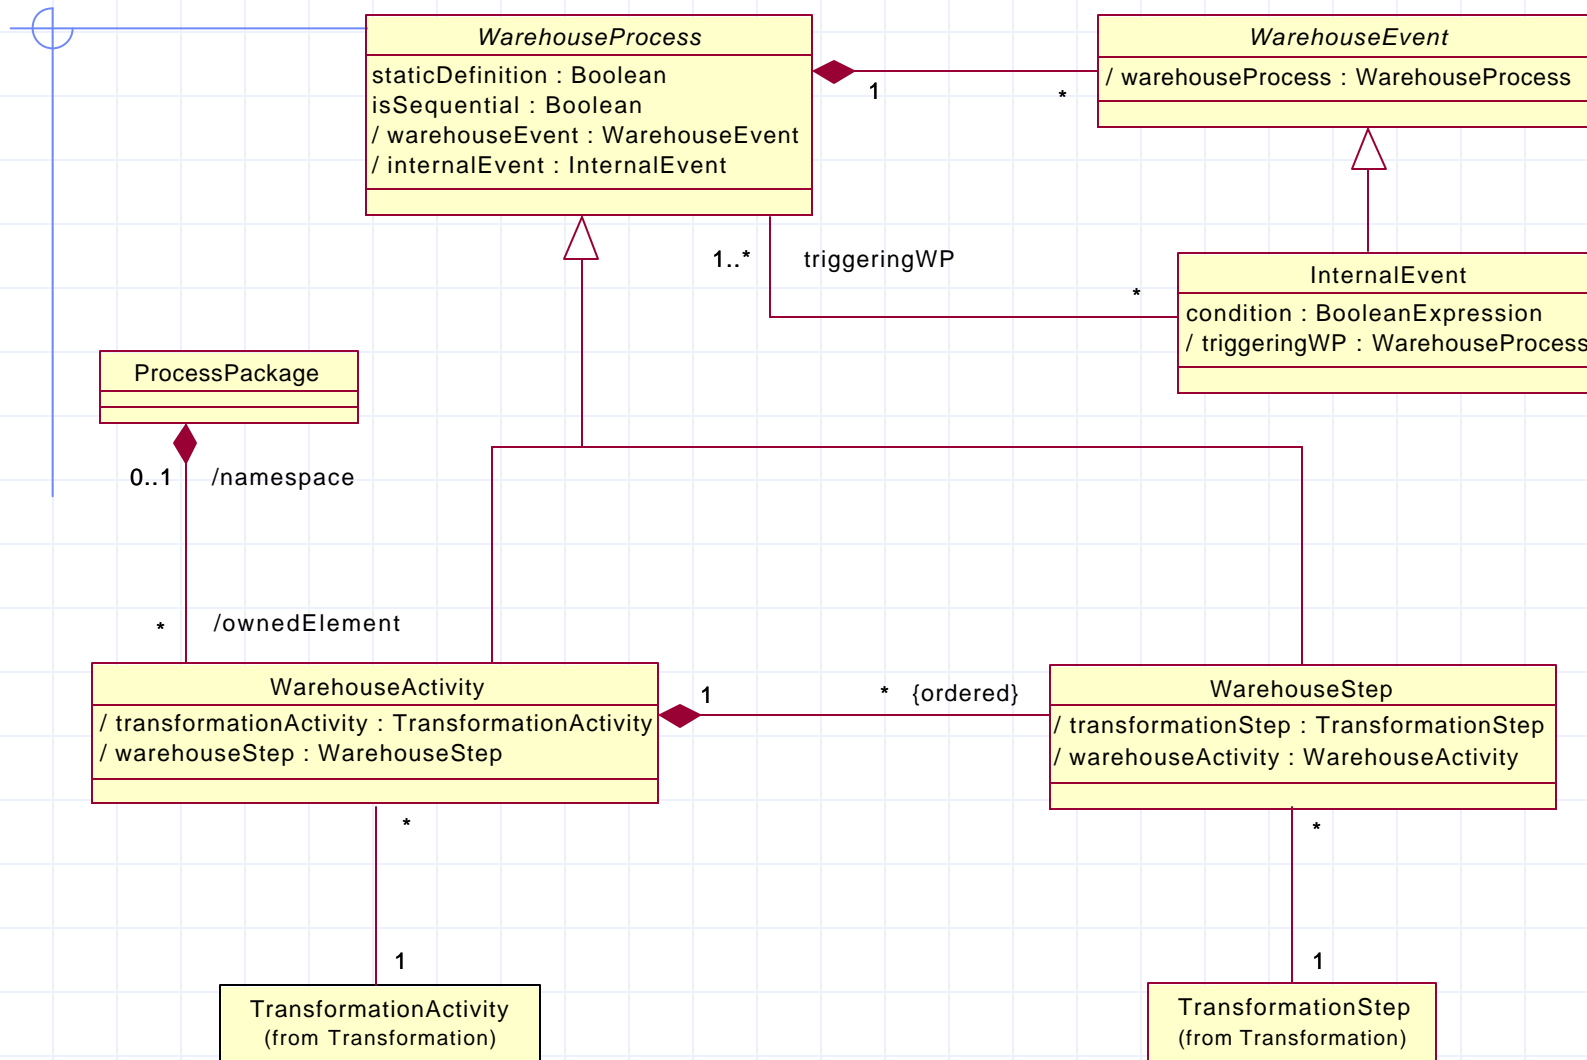 WarehouseProcess
staticDefinition : Boolean
isSequential : Boolean
/ warehouseEvent : WarehouseEvent
/ internalEvent : InternalEvent
1
*
WarehouseEvent
/ warehouseProcess : WarehouseProcess
1..*
triggeringWP
*
InternalEvent
condition : BooleanExpression
/ triggeringWP : WarehouseProcess
ProcessPackage
0..1
/namespace
*
/ownedElement
WarehouseActivity
/ transformationActivity : TransformationActivity
/ warehouseStep : WarehouseStep
1
* {ordered}
WarehouseStep
/ transformationStep : TransformationStep
/ warehouseActivity : WarehouseActivity
*
1
TransformationActivity
(from Transformation)
*
1
TransformationStep
(from Transformation)